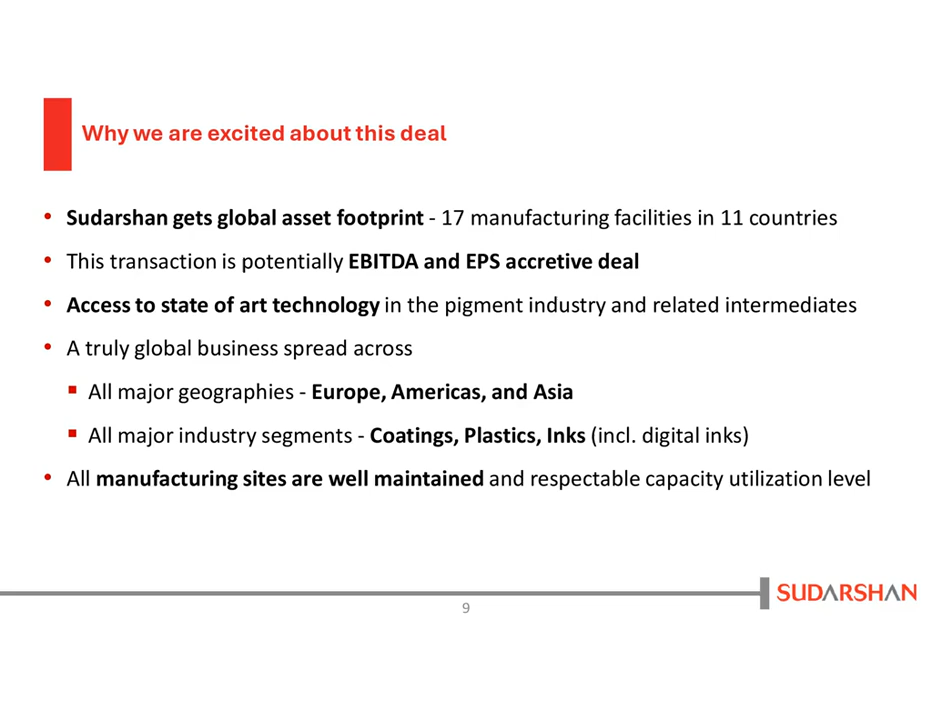 Why we are excited about this deal
• Sudarshan gets global asset footprint - 17 manufacturing facilities in 11 countries
• This transaction is potentially EBITDA and EPS accretive deal
• Access to state of art technology in the pigment industry and related intermediates
• A truly global business spread across
▪ All major geographies - Europe, Americas, and Asia
▪ All major industry segments - Coatings, Plastics, Inks (incl. digital inks)
• All manufacturing sites are well maintained and respectable capacity utilization level
SUDARSHAN
9